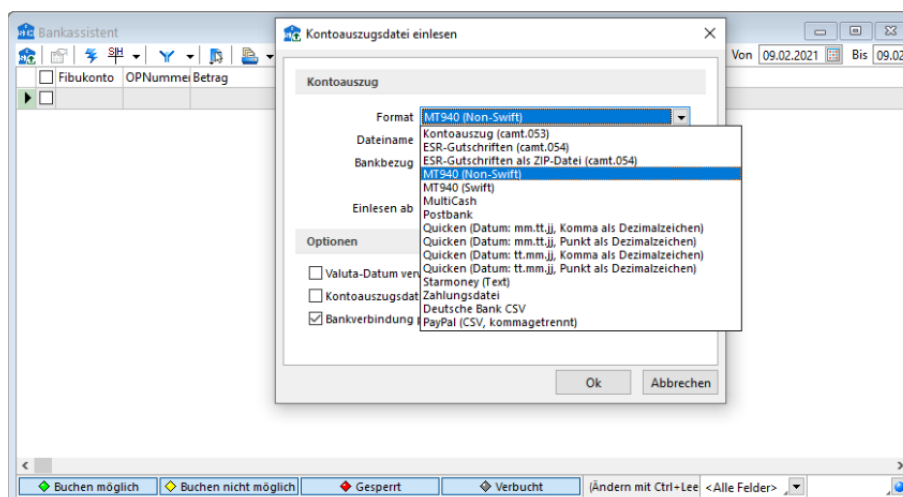 Bankassistent
Kontoauszugsdatei einlesen
Von 09.02.2021 Bis 09.02
Fibukonto OPNummer Betrag
Kontoauszug
Format MT940 (Non-Swift)
Dateiname
Bankbezug
Einlesen ab
Kontoauszug (camt.053)
ESR-Gutschriften (camt.054)
ESR-Gutschriften als ZIP-Datei (camt.054)
MT940 (Non-Swift)
MT940 (Swift)
MultiCash
Postbank
Quicken (Datum: mm.tt.jj, Komma als Dezimalzeichen)
Quicken (Datum: mm.tt.jj, Punkt als Dezimalzeichen)
Quicken (Datum: tt.mm.jj, Komma als Dezimalzeichen)
Quicken (Datum: tt.mm.jj, Punkt als Dezimalzeichen)
Starmoney (Text)
Zahlungsdatei
Deutsche Bank CSV
PayPal (CSV, kommagetrennt)
Optionen
Valuta-Datum ver
Kontoauszugsdat
Bankverbindung
Ok Abbrechen
Buchen möglich Buchen nicht möglich Gesperrt Verbucht (Ändern mit Ctrl+Lee <Alle Felder>